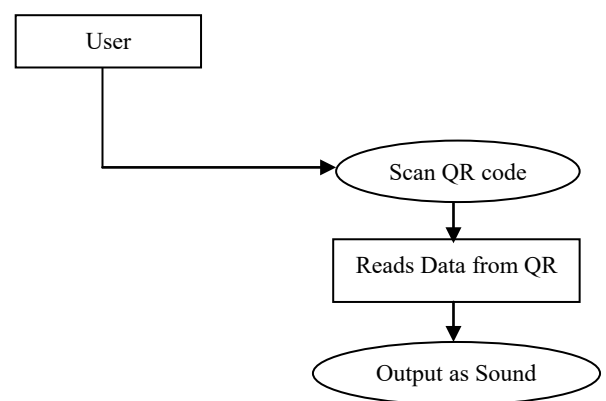 User
Scan QR code
Reads Data from QR
Output as Sound